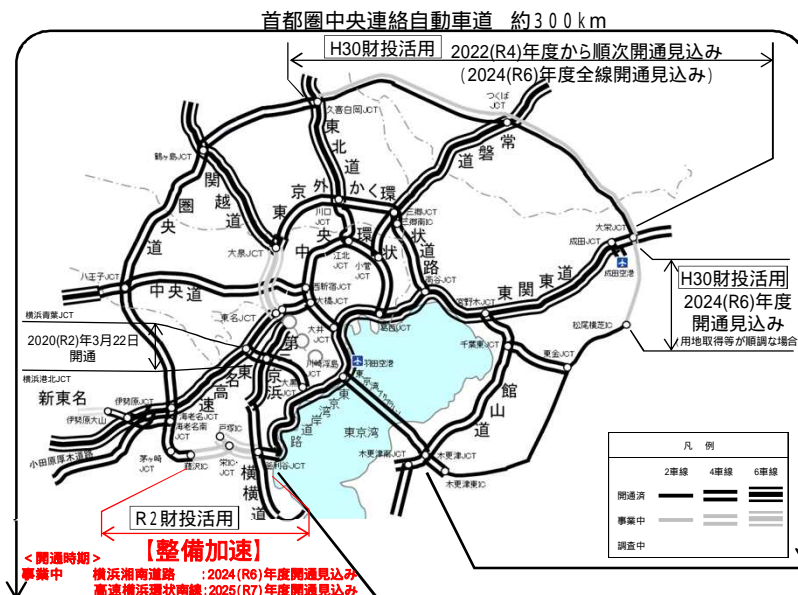 首都圏中央連絡自動車道 約300km
H30財投活用
2022(R4)年度から順次開通見込み
(2024(R6)年度全線開通見込み)
つくば
JCT
久喜白岡JCT
東北道
常磐道
鶴ヶ島JCT
関越道
圏央道
東京外かく環状道路
川口
JCT
三郷JCT
三郷南IC
中央環状
大泉JCT
江北
JCT
小菅
JCT
大栄JCT
成田JCT
成田空港
八王子JCT
中央道
西新宿JCT
大橋JCT
高谷JCT
東関東道
宮野木JCT
H30財投活用
2024(R6)年度
開通見込み
用地取得等が順調な場合
松尾横芝IC
横浜青葉JCT
2020(R2)年3月22日
開通
横浜港北JCT
東名JCT
大井
JCT
葛西JCT
千葉東JCT
東金JCT
第三京浜
川崎浮島
JCT
羽田空港
大黒
JCT
東名高速
新東名
伊勢原JCT
伊勢原大山
海老名JCT
海老名南
JCT
戸塚IC
栄IC・
JCT
小田原厚木道路
茅ヶ崎
JCT
藤沢IC
釜利谷JCT
横横道
東京湾岸道路
東京湾
館山道
木更津南JCT
木更津JCT
木更津東IC
凡 例
2車線 4車線 6車線
開通済
事業中
調査中
R2財投活用
【整備加速】
<開通時期>
事業中 横浜湘南道路 :2024(R6)年度開通見込み
高速横浜環状南線:2025(R7)年度開通見込み